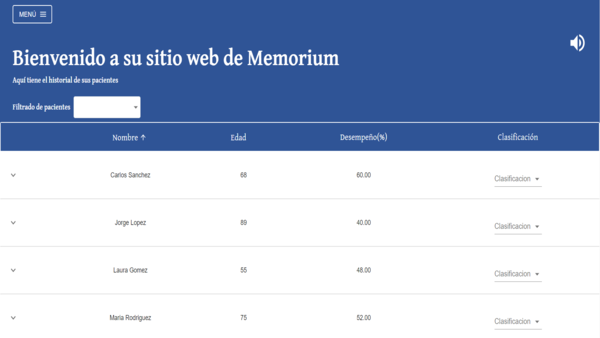 MENÚ
Bienvenido a su sitio web de Memorium
Aquí tiene el historial de sus pacientes
Filtrado de pacientes
Nombre Edad Desempeño(%) Clasificación
Carlos Sanchez 68 60.00 Clasificacion
Jorge Lopez 89 40.00 Clasificacion
Laura Gomez 55 48.00 Clasificacion
Maria Rodriguez 75 52.00 Clasificacion